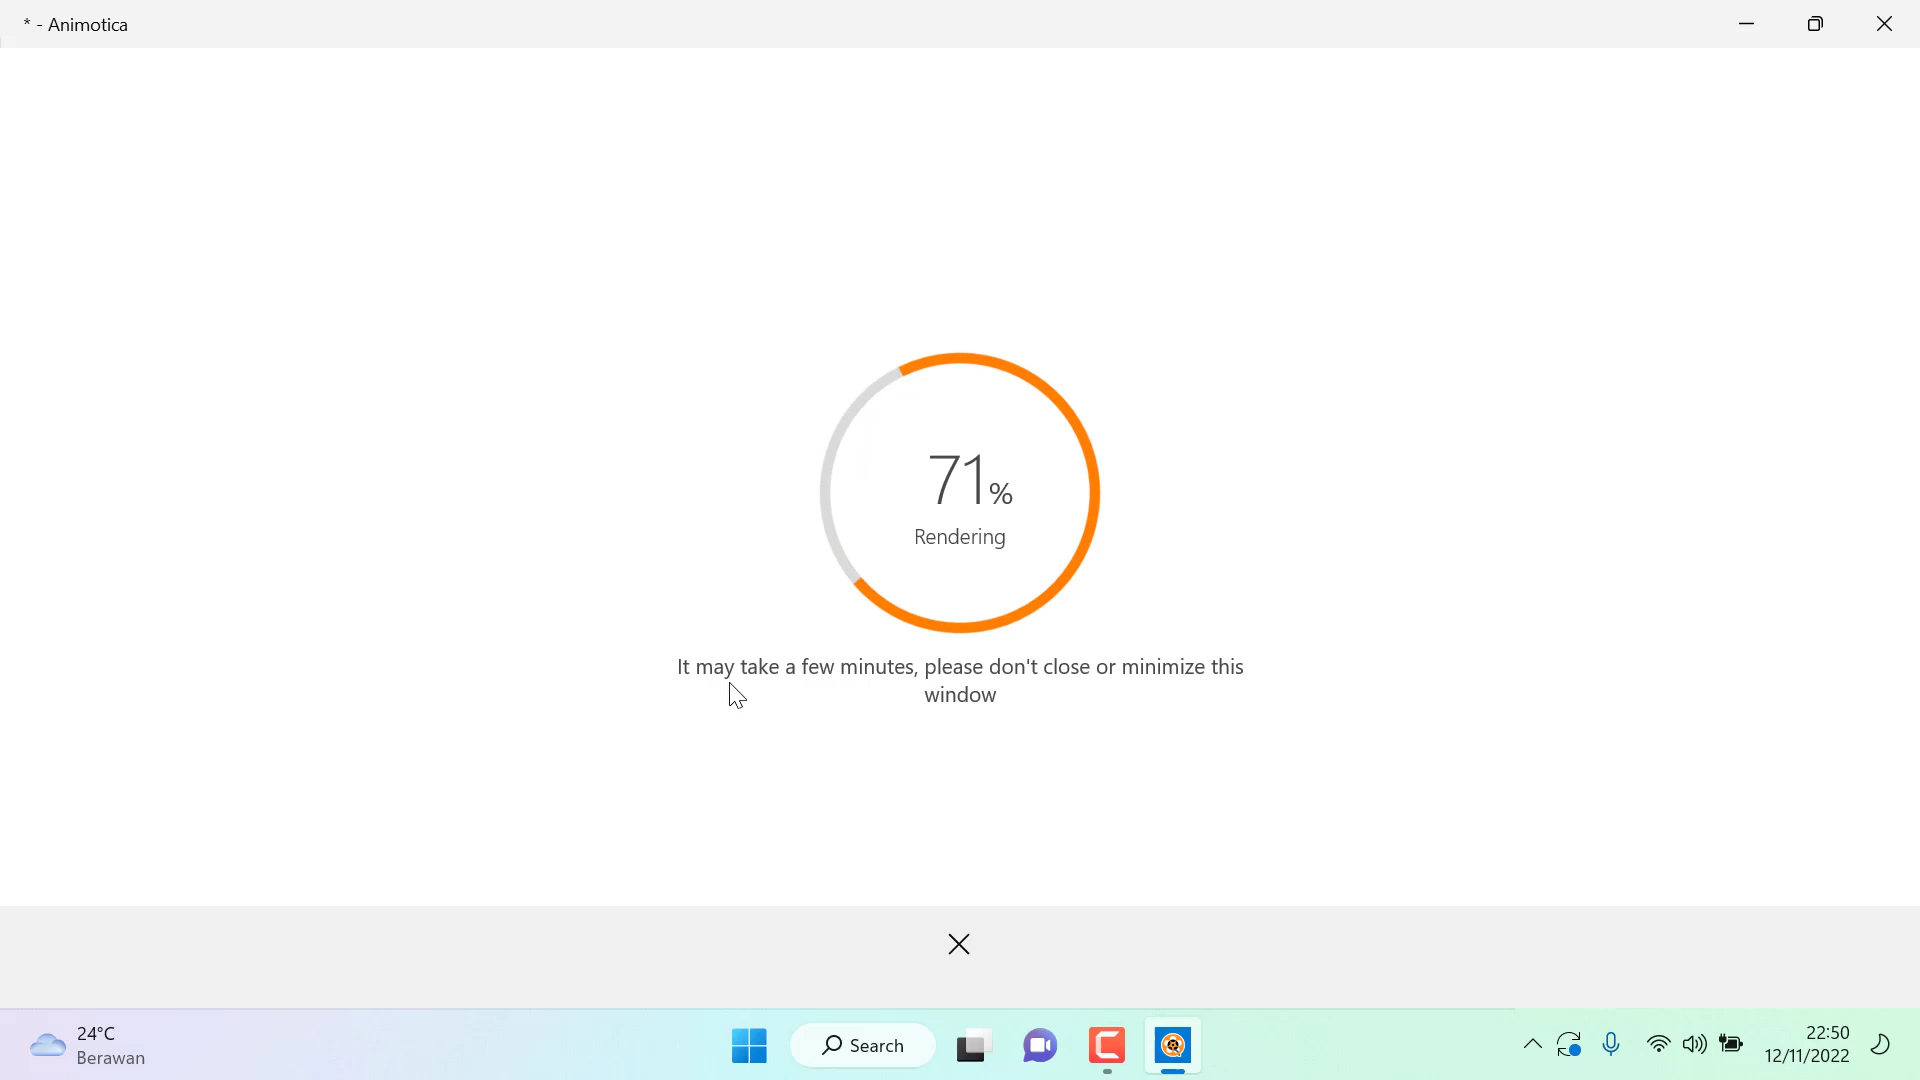 * - Animotica
71%
Rendering
It may take a few minutes, please don't close or minimize this
window
24°C
Berawan
Search
22:50
12/11/2022